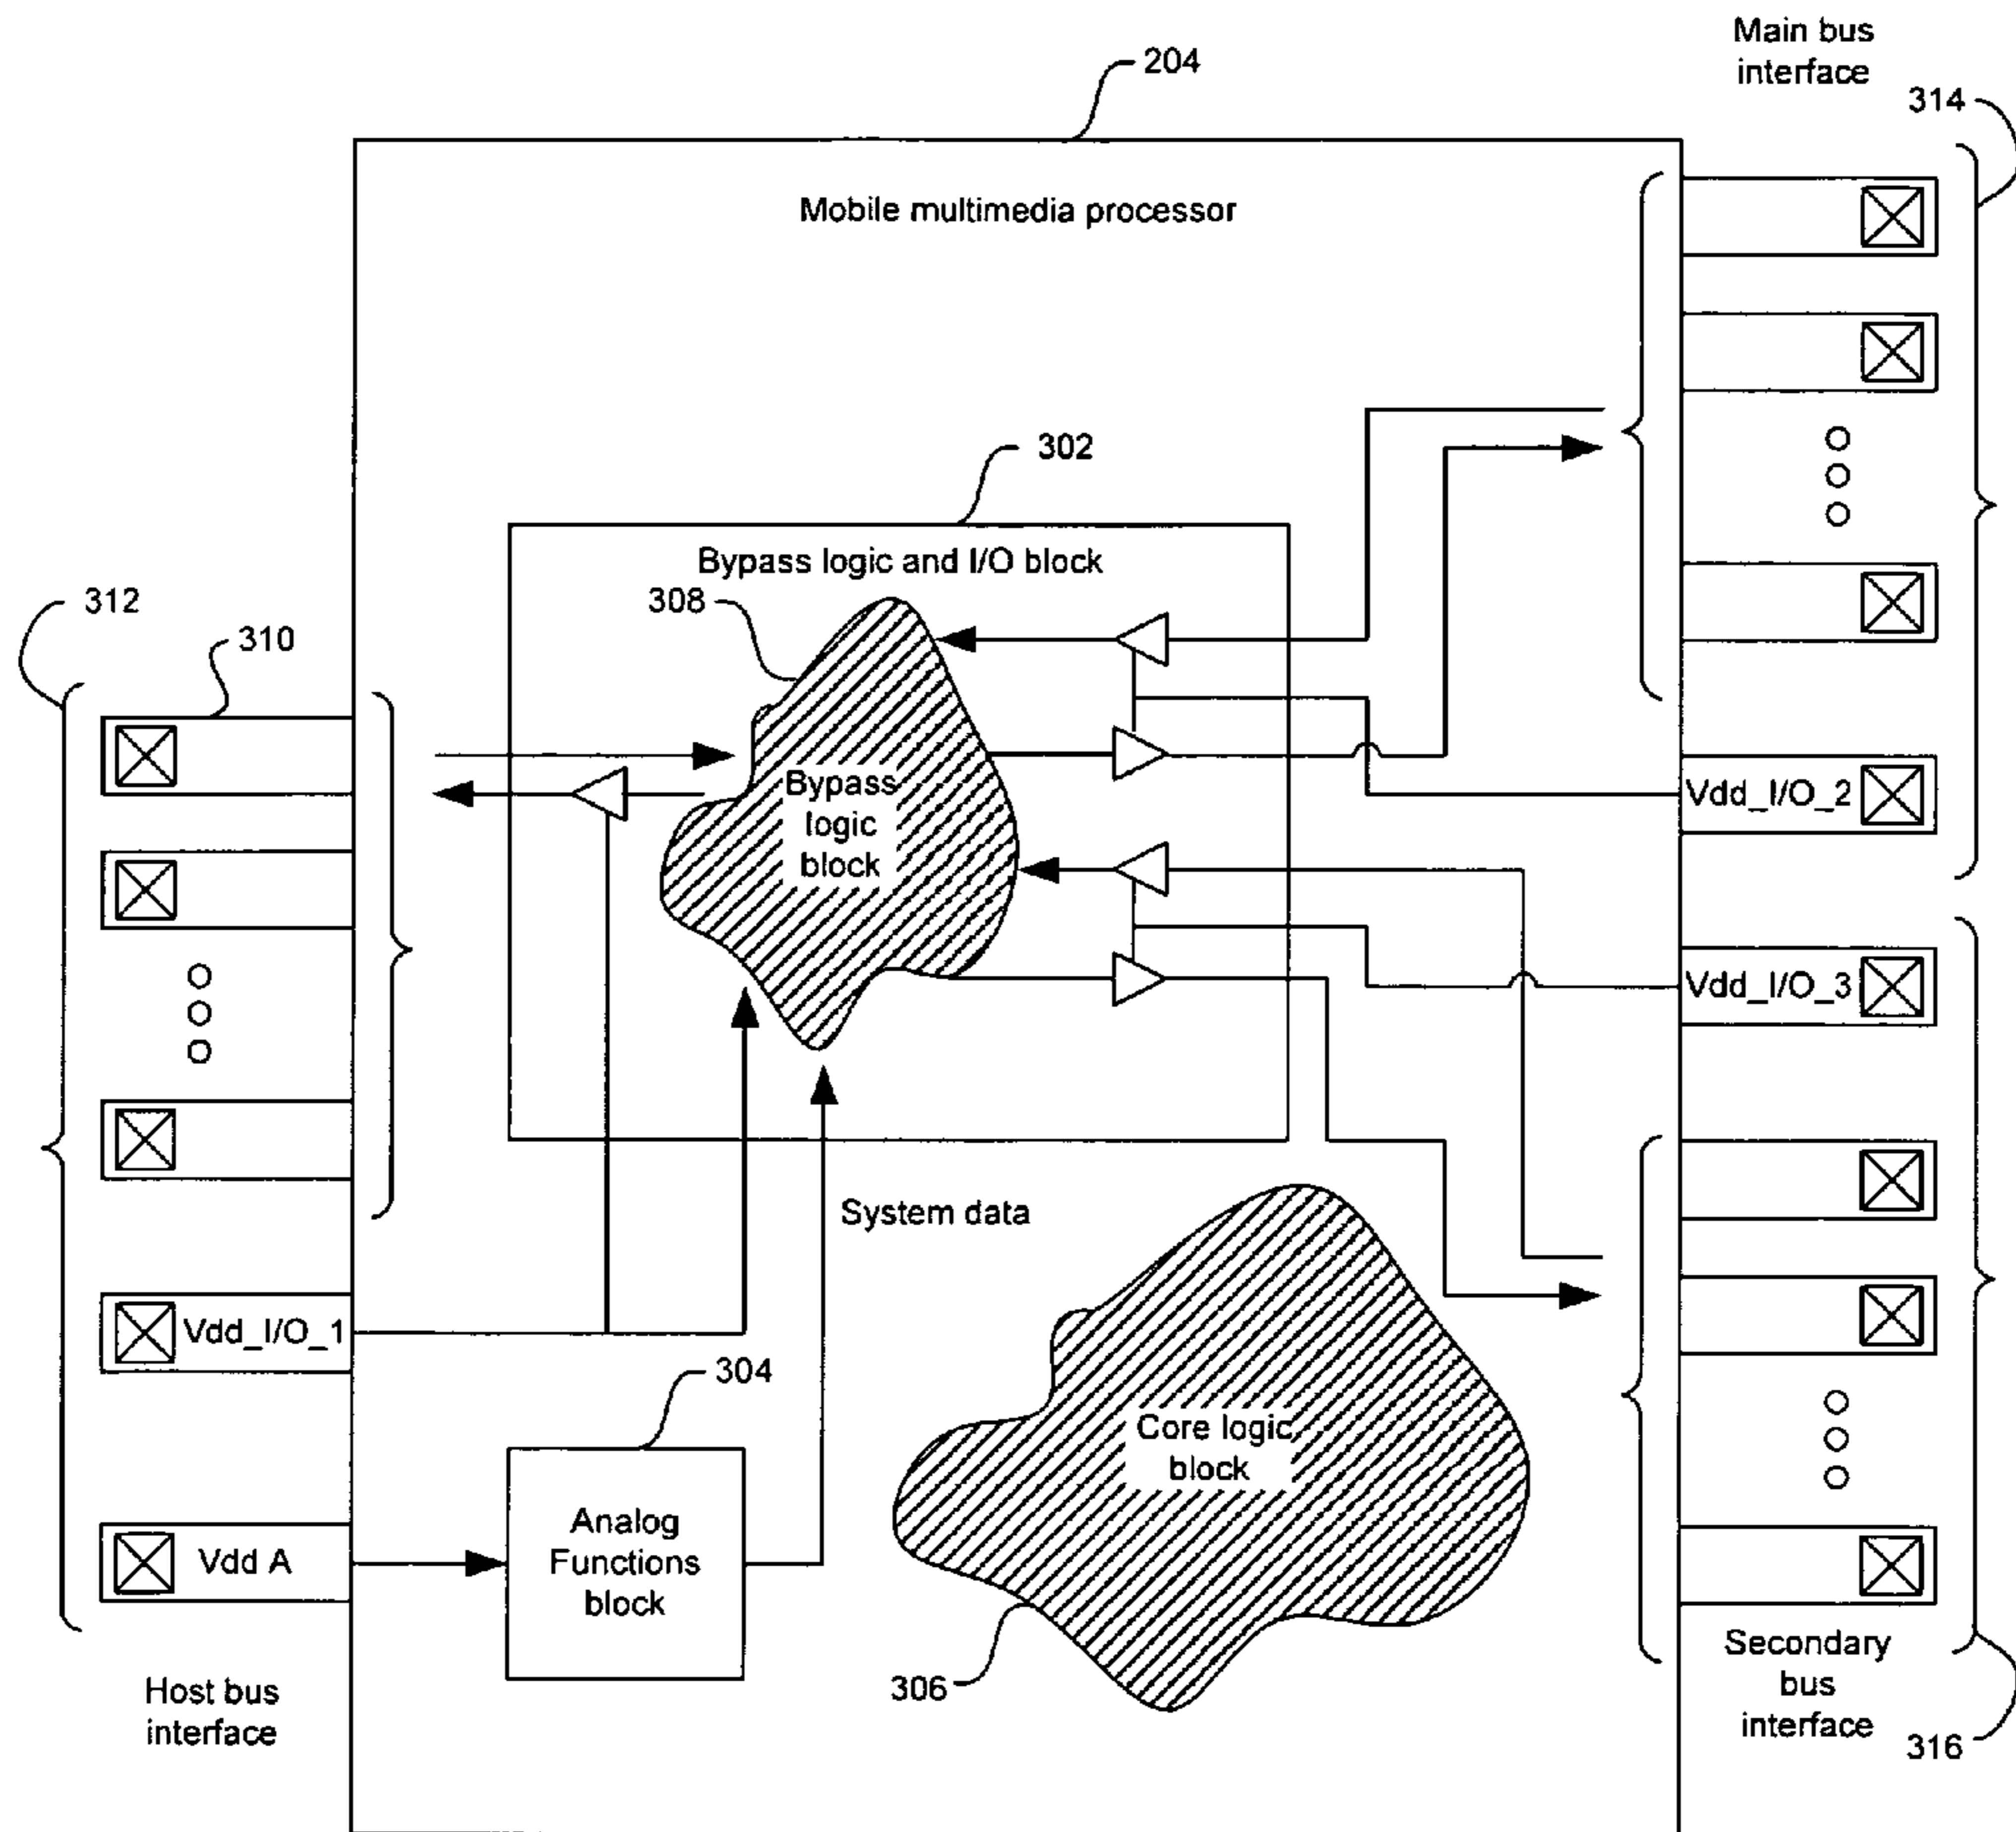 Main bus
interface
204
314
Mobile multimedia processor
302
Bypass logic and I/O block
312
308
310
Bypass
logic
block
Vdd_I/O_2
Vdd_I/O_3
System data
Vdd_I/O_1
304
Core logic
block
Analog
Functions
block
Vdd A
306
Host bus
interface
Secondary
bus
interface
316